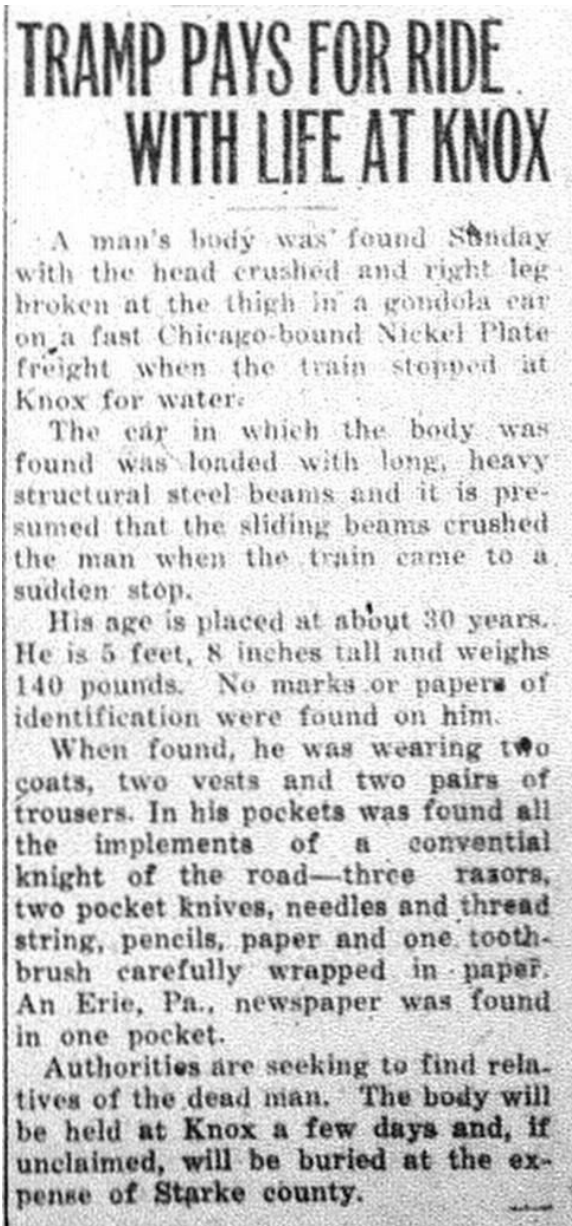 TRAMP PAYS FOR RIDE
WITH LIFE AT KNOX
A man's body was found Sunday
with the head crushed and right leg
broken at the thigh in a gondola car
on a fast Chicago-bound Nickel Plate
freight when the train stopped at
Knox for water.
The car in which the body was
found was loaded with long, heavy
structural steel beams and it is pre-
sumed that the sliding beams crushed
the man when the train came to a
sudden stop.
His age is placed at about 30 years.
He is 5 feet, 8 inches tall and weighs
140 pounds. No marks or papers of
identification were found on him.
When found, he was wearing two
coats, two vests and two pairs of
trousers. In his pockets was found all
the implements of a convential
knight of the road—three razors,
two pocket knives, needles and thread
string, pencils, paper and one tooth-
brush carefully wrapped in paper.
An Erie, Pa., newspaper was found
in one pocket.
Authorities are seeking to find rela-
tives of the dead man. The body will
be held at Knox a few days and, if
unclaimed, will be buried at the ex-
pense of Starke county.